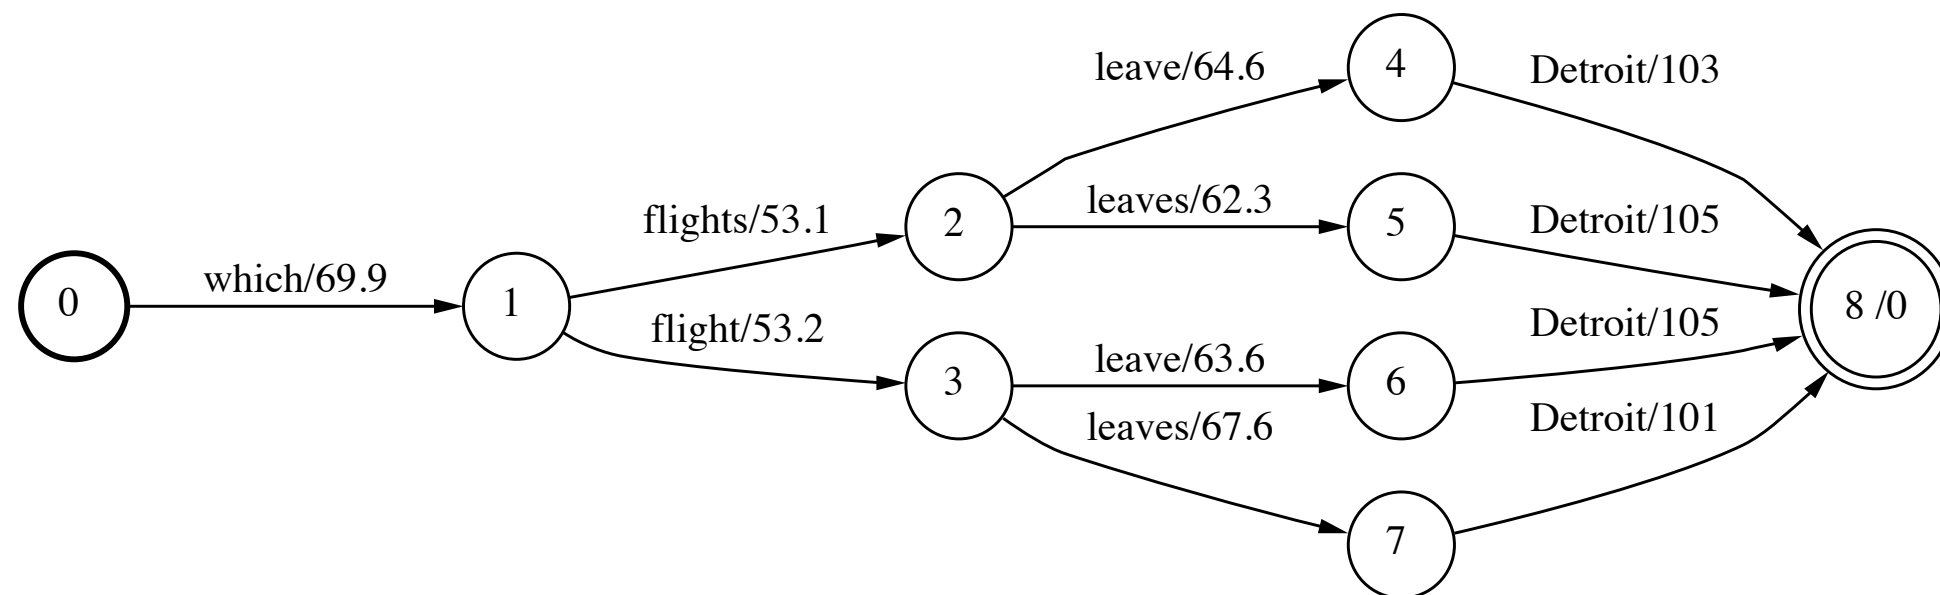 leave/64.6
4
Detroit/103
flights/53.1
2
leaves/62.3
5
Detroit/105
0
which/69.9
1
8 /0
flight/53.2
3
leave/63.6
6
Detroit/105
leaves/67.6
Detroit/101
7